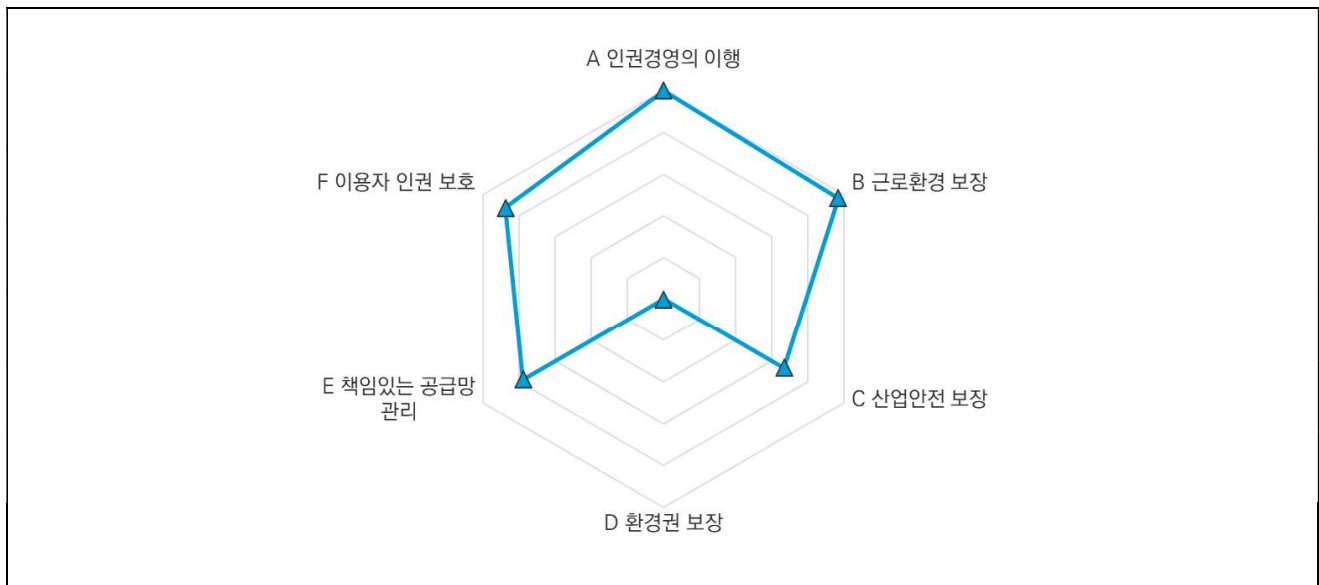 A 인권경영의 이행
F 이용자 인권 보호
B 근로환경 보장
E 책임있는 공급망
관리
C 산업안전 보장
D 환경권 보장